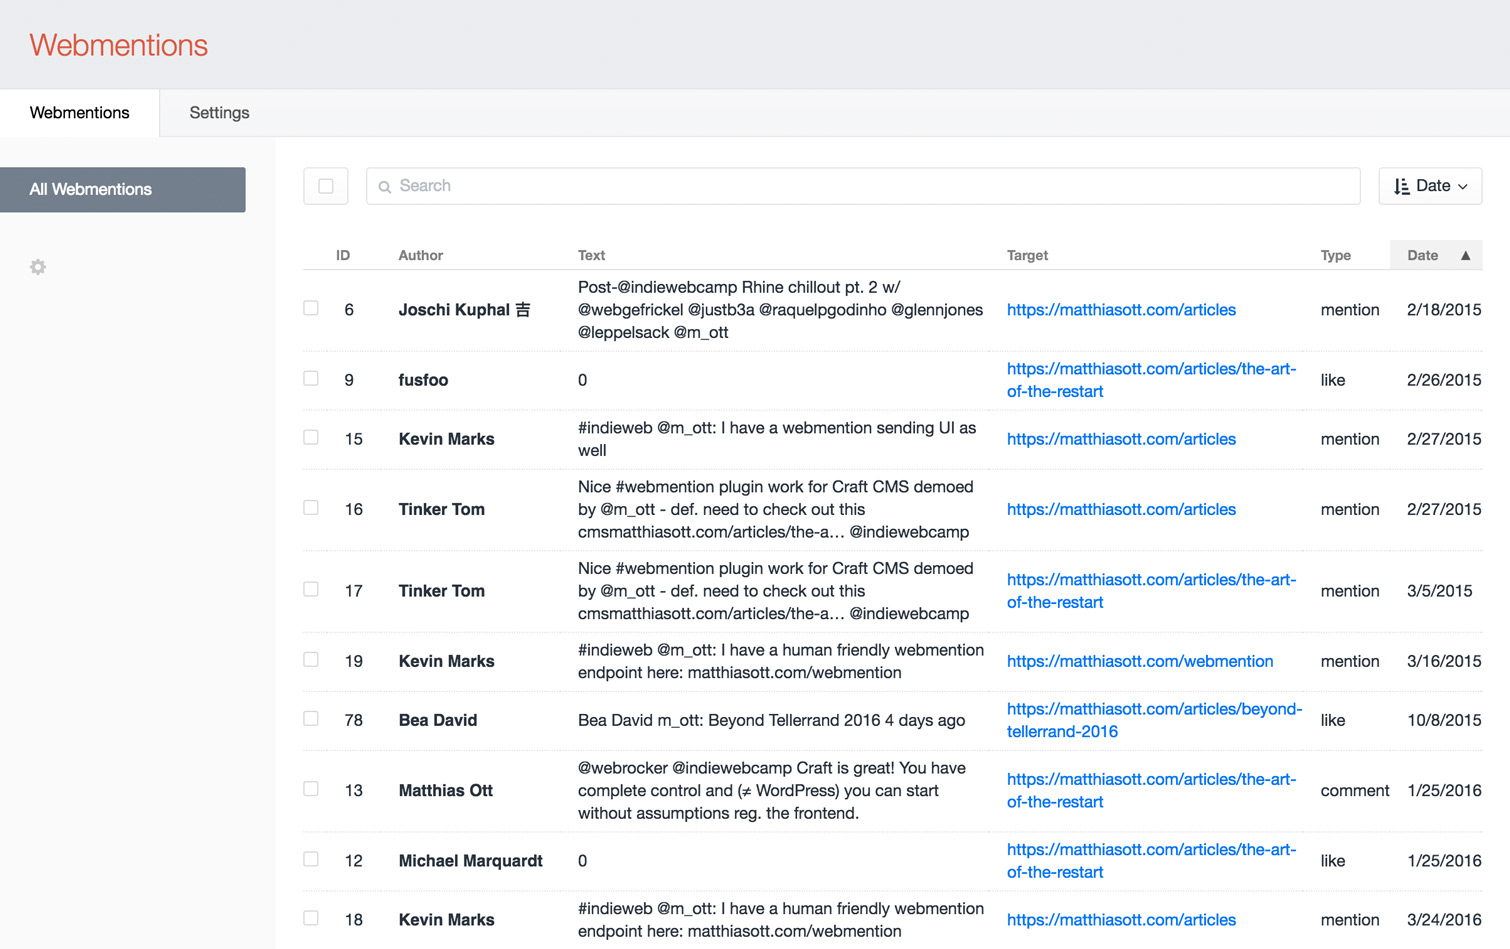 Webmentions
Webmentions Settings
All Webmentions
Search
Date
ID Author Text Target Type Date ▲
6 Joschi Kuphal 吉 Post-@indiewebcamp Rhine chillout pt. 2 w/
@webgefrickel @justb3a @raquelpgodinho @glennjones
@leppelsack @m_ott https://matthiasott.com/articles mention 2/18/2015
9 fusfoo 0 https://matthiasott.com/articles/the-art-
of-the-restart like 2/26/2015
15 Kevin Marks #indieweb @m_ott: I have a webmention sending UI as
well https://matthiasott.com/articles mention 2/27/2015
16 Tinker Tom Nice #webmention plugin work for Craft CMS demoed
by @m_ott - def. need to check out this
cmsmatthiasott.com/articles/the-a… @indiewebcamp https://matthiasott.com/articles mention 2/27/2015
17 Tinker Tom Nice #webmention plugin work for Craft CMS demoed
by @m_ott - def. need to check out this
cmsmatthiasott.com/articles/the-a… @indiewebcamp https://matthiasott.com/articles/the-art-
of-the-restart mention 3/5/2015
19 Kevin Marks #indieweb @m_ott: I have a human friendly webmention
endpoint here: matthiasott.com/webmention https://matthiasott.com/webmention mention 3/16/2015
78 Bea David Bea David m_ott: Beyond Tellerrand 2016 4 days ago https://matthiasott.com/articles/beyond-
tellerrand-2016 like 10/8/2015
13 Matthias Ott @webrocker @indiewebcamp Craft is great! You have
complete control and (≠ WordPress) you can start
without assumptions reg. the frontend. https://matthiasott.com/articles/the-art-
of-the-restart comment 1/25/2016
12 Michael Marquardt 0 https://matthiasott.com/articles/the-art-
of-the-restart like 1/25/2016
18 Kevin Marks #indieweb @m_ott: I have a human friendly webmention
endpoint here: matthiasott.com/webmention https://matthiasott.com/articles mention 3/24/2016